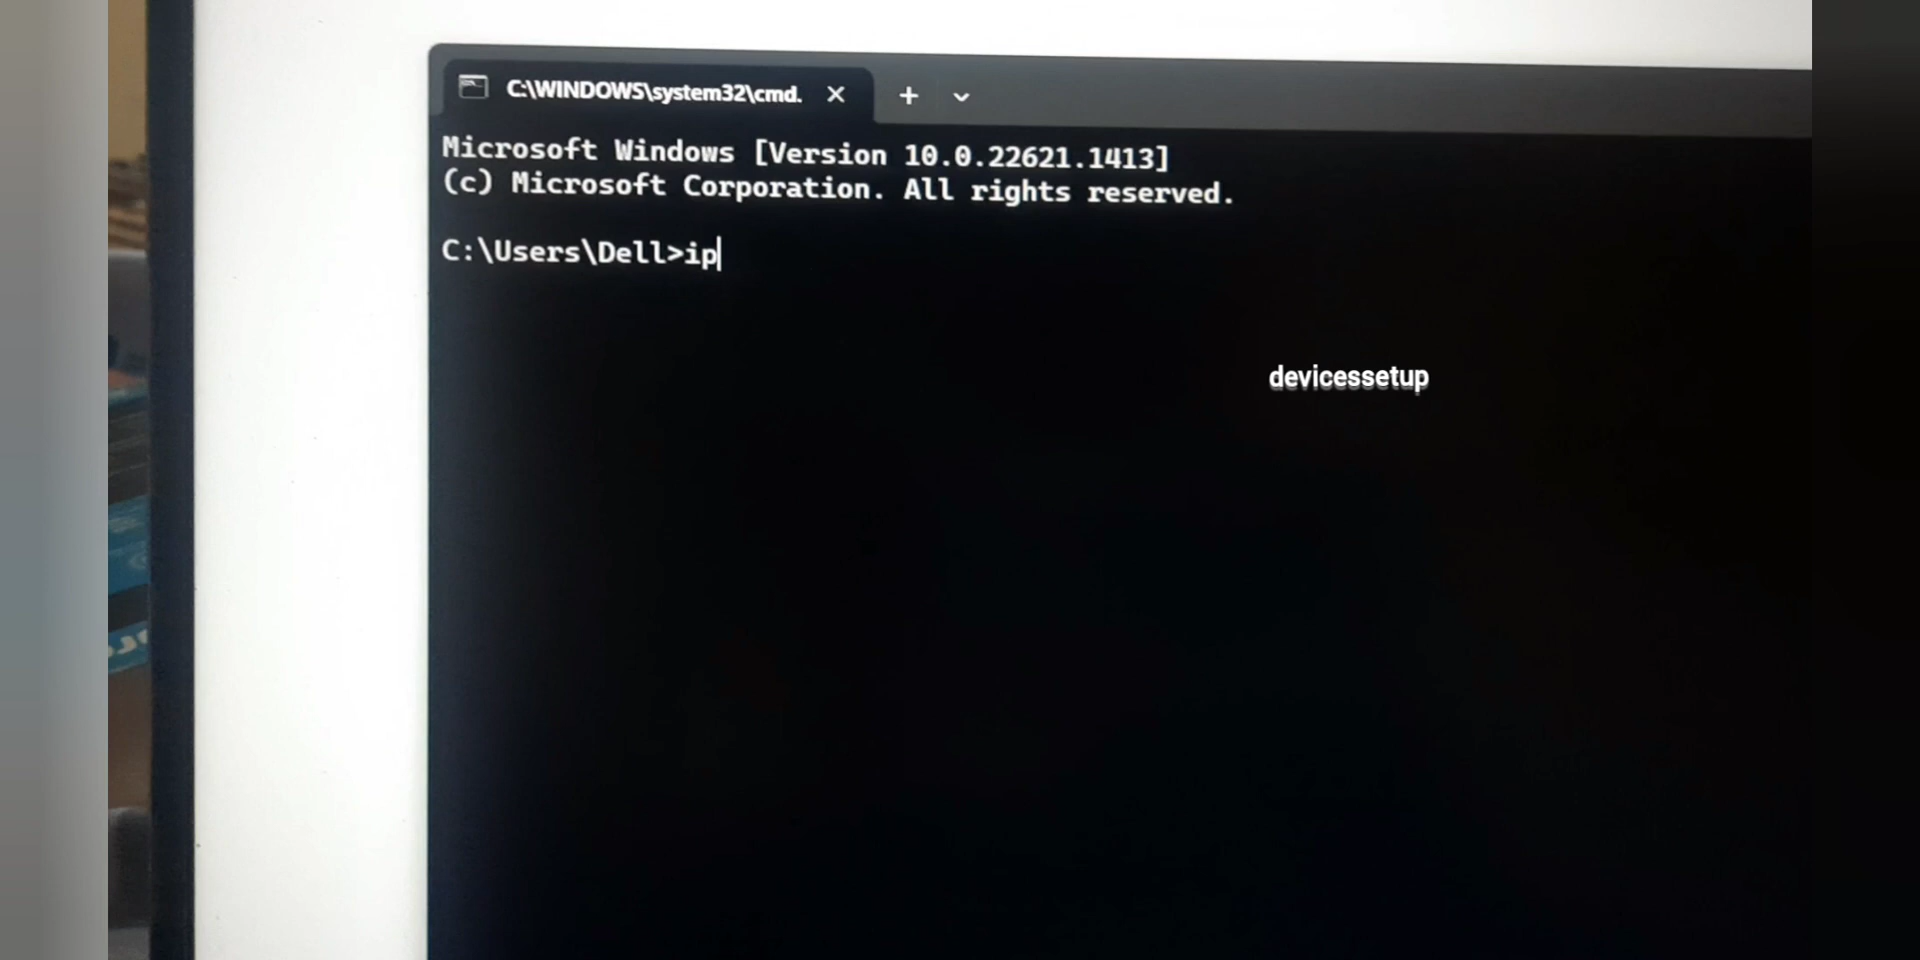 C:\WINDOWS\system32\cmd.
Microsoft Windows [Version 10.0.22621.1413]
(c) Microsoft Corporation. All rights reserved.
C:\Users\Dell>ip
devicessetup